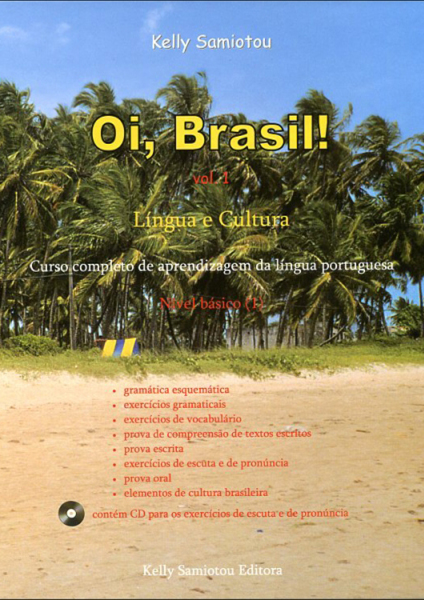 Kelly Samiotou
Oi, Brasil!
vol. 1
Língua e Cultura
Curso completo de aprendizagem da língua portuguesa
Nível básico (1)
• gramática esquemática
• exercícios gramaticais
• exercícios de vocabulário
• prova de compreensão de textos escritos
• prova escrita
• exercícios de escuta e de pronúncia
• prova oral
• elementos de cultura brasileira
contém CD para os exercícios de escuta e de pronúncia
Kelly Samiotou Editora